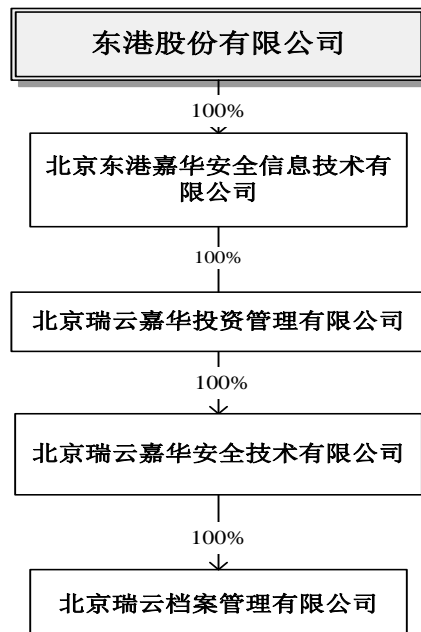 东港股份有限公司
100%
北京东港嘉华安全信息技术有
限公司
100%
北京瑞云嘉华投资管理有限公司
100%
北京瑞云嘉华安全技术有限公司
100%
北京瑞云档案管理有限公司